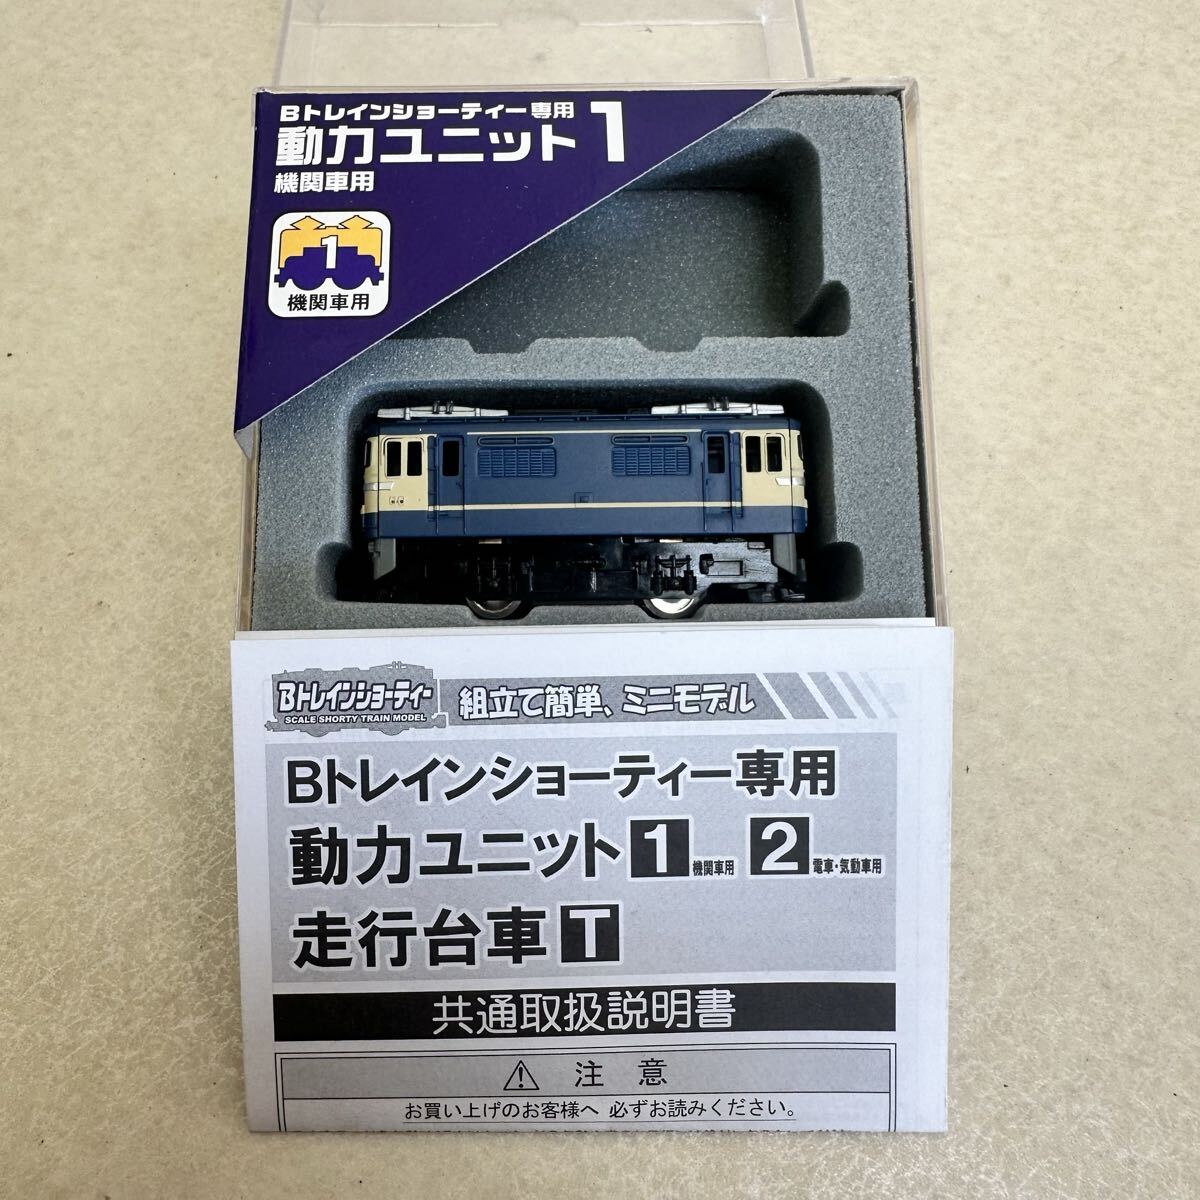 Bトレインショーティー専用
動力ユニット1
機関車用
1
機関車用
Bトレインショーティー
SCALE SHORTY TRAIN MODEL
組立て簡単、ミニモデル
Bトレインショーティー専用
動力ユニット1 機関車用 2 電車・気動車用
走行台車T
共通取扱説明書
注意
お買い上げのお客様へ 必ずお読みください。